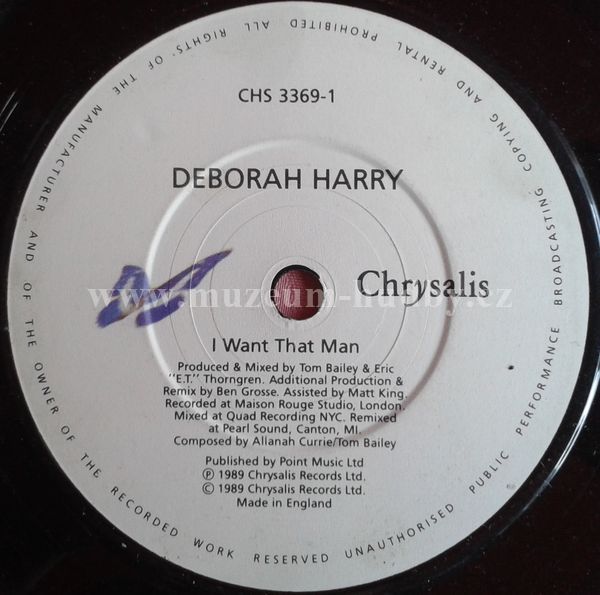 CHS 3369-1
DEBORAH HARRY
Chrysalis
www.muzeum-hudby.cz
I Want That Man
Produced & Mixed by Tom Bailey & Eric
"E.T." Thorngren. Additional Production &
Remix by Ben Grosse. Assisted by Matt King.
Recorded at Maison Rouge Studio, London.
Mixed at Quad Recording NYC. Remixed
at Pearl Sound, Canton, MI.
Composed by Allanah Currie/Tom Bailey
Published by Point Music Ltd
℗ 1989 Chrysalis Records Ltd.
© 1989 Chrysalis Records Ltd.
Made in England
ALL RIGHTS OF THE MANUFACTURER AND OF THE OWNER OF THE RECORDED WORK RESERVED UNAUTHORISED PUBLIC PERFORMANCE BROADCASTING COPYING AND RENTAL PROHIBITED